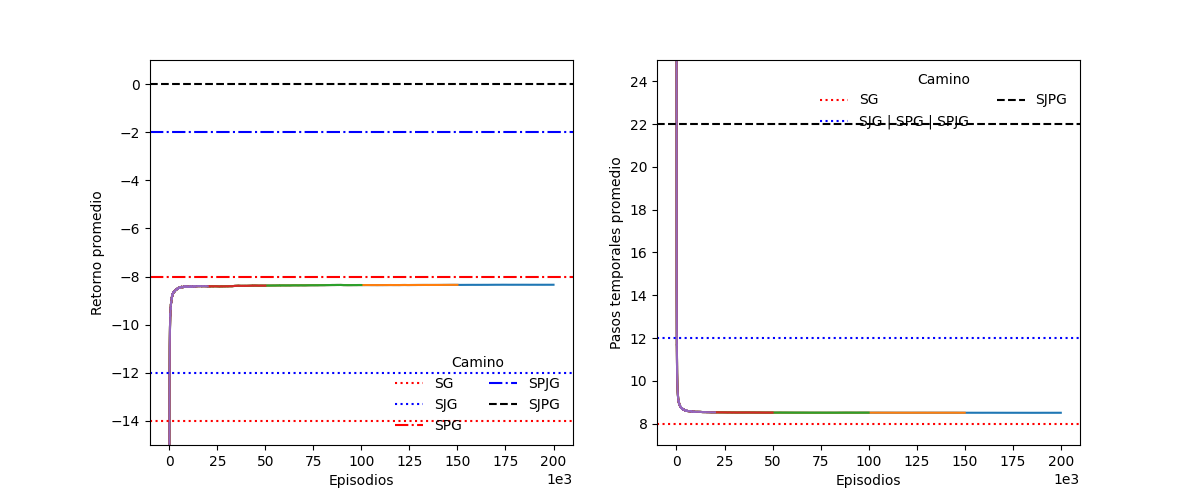 Retorno promedio
0
−2
−4
−6
−8
−10
−12
−14
0 25 50 75 100 125 150 175 200
1e3
Episodios
Camino
SG SPJG
SJG SJPG
SPG
Pasos temporales promedio
24
22
20
18
16
14
12
10
8
0 25 50 75 100 125 150 175 200
1e3
Episodios
Camino
SG SJPG
SJG | SPG | SPJG